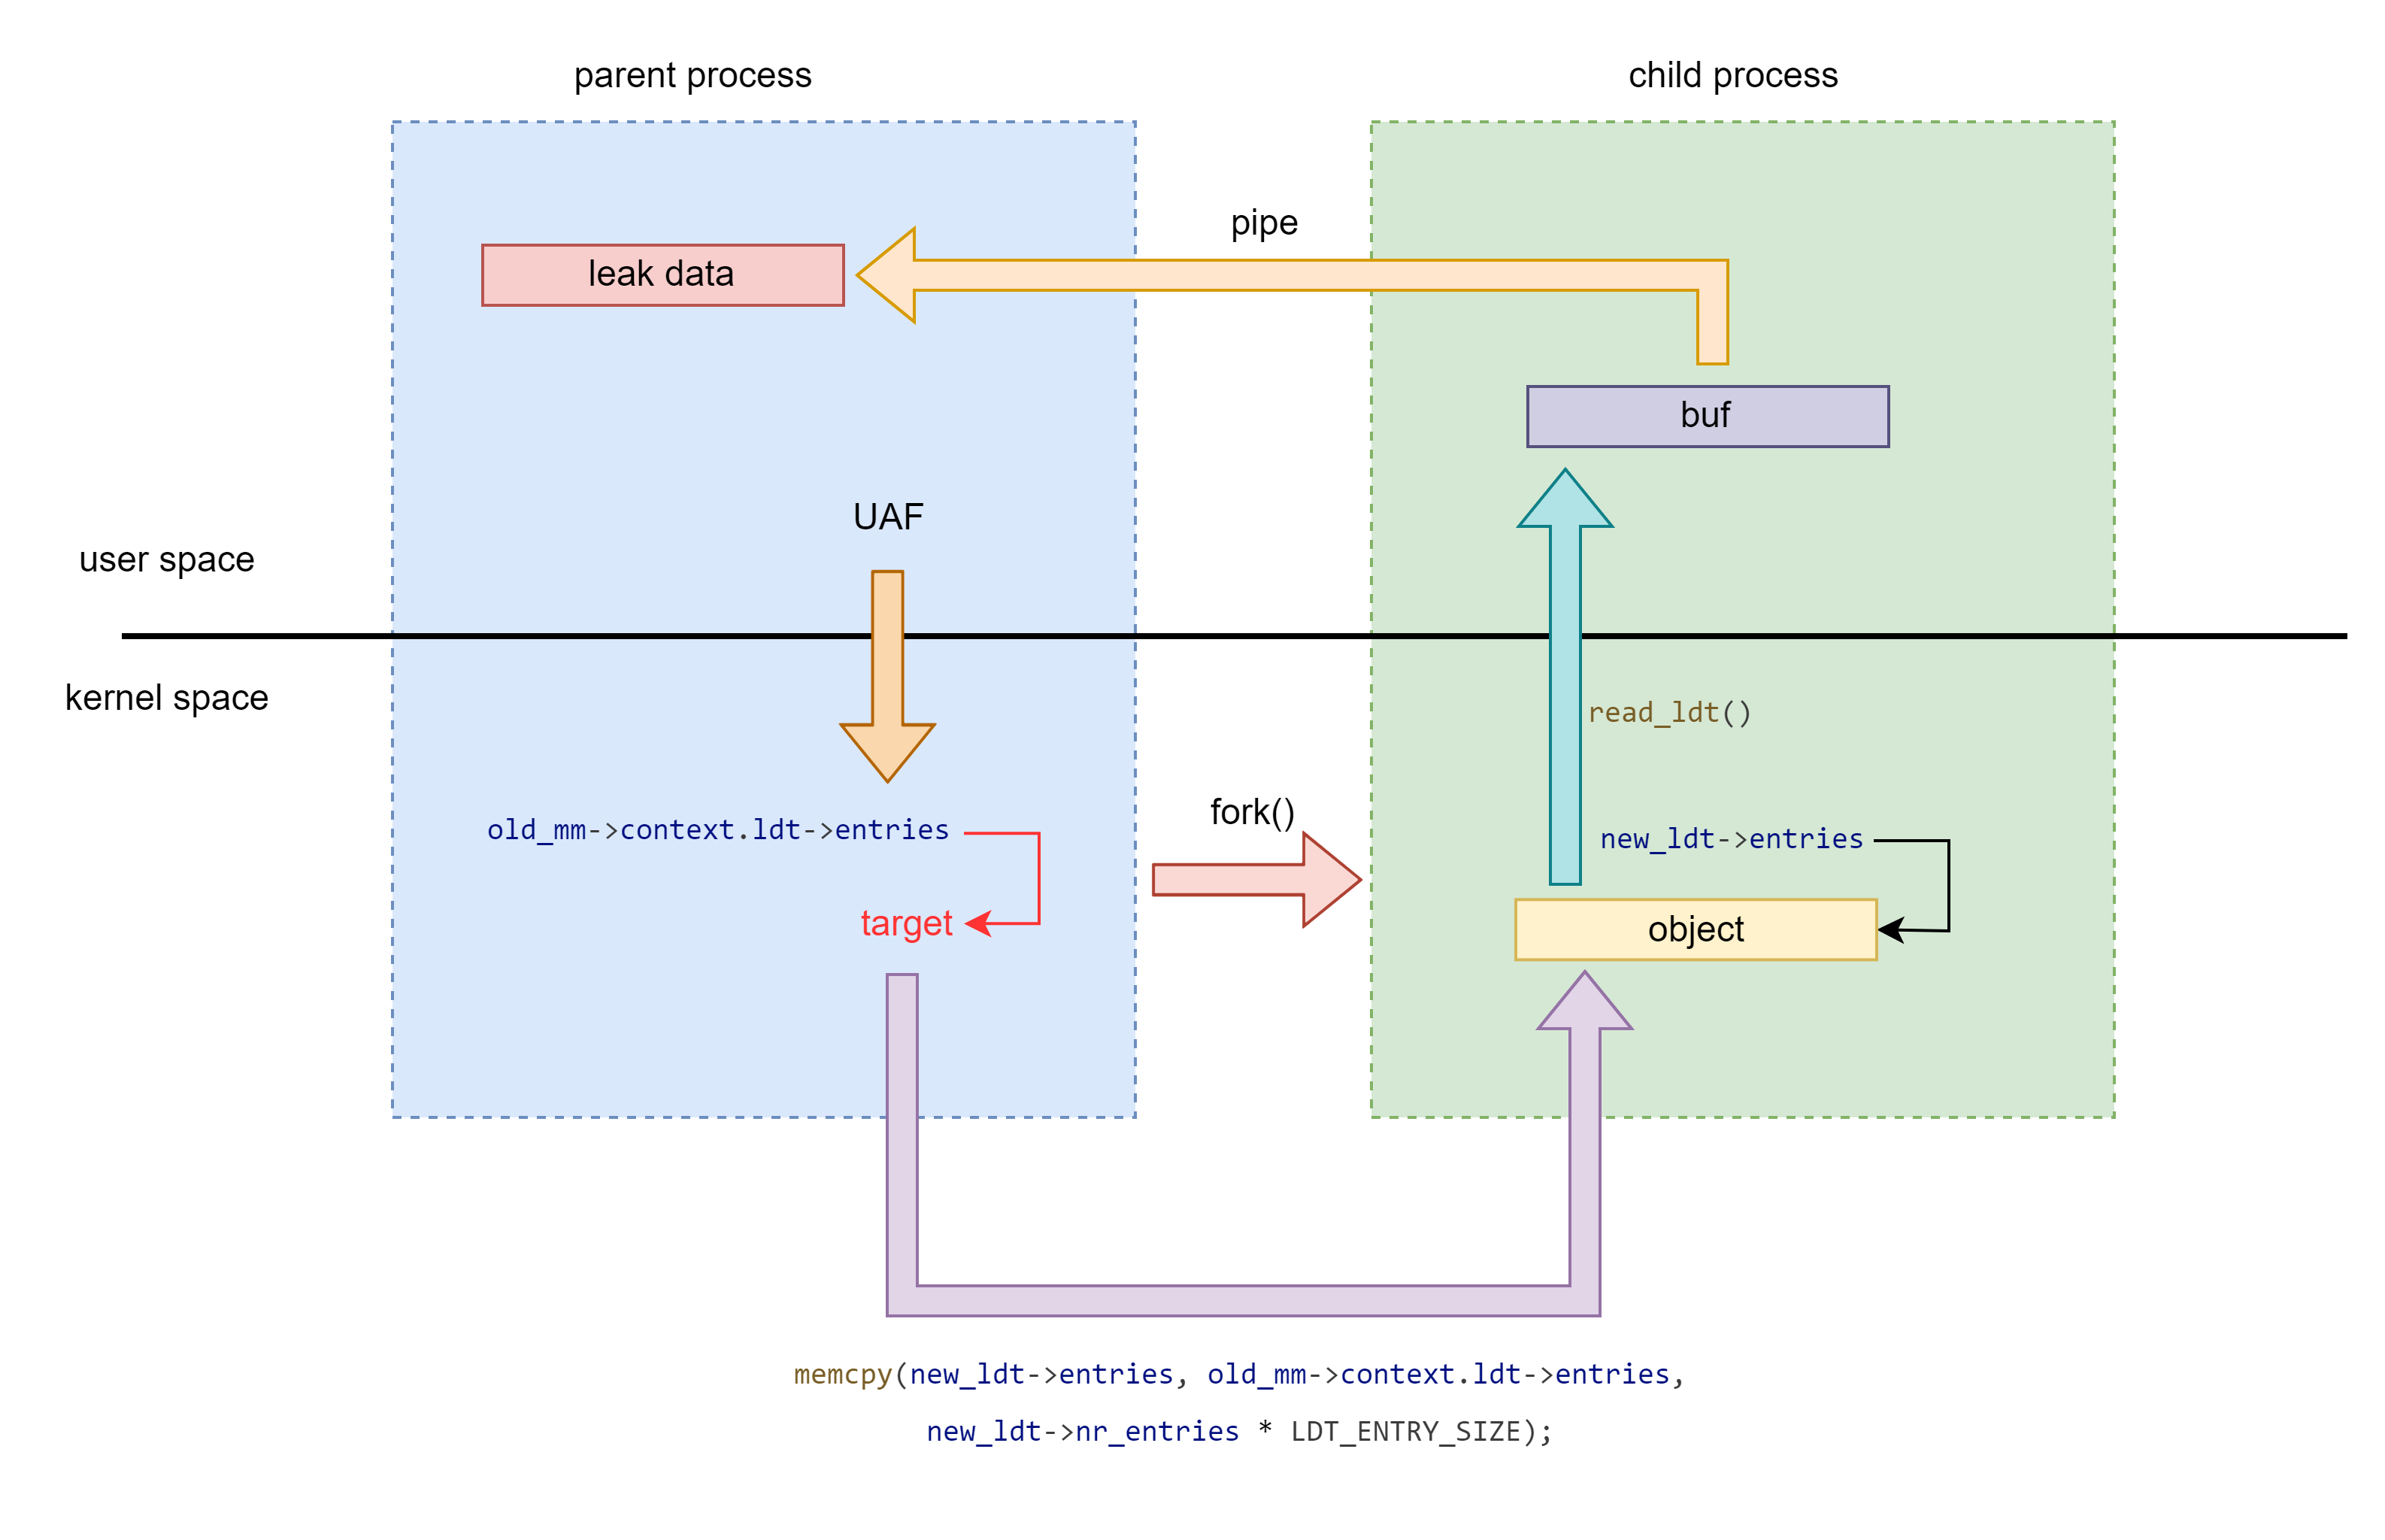 parent process
child process
pipe
leak data
buf
UAF
user space
kernel space
read_ldt()
fork()
old_mm->context.ldt->entries
new_ldt->entries
target
object
memcpy(new_ldt->entries, old_mm->context.ldt->entries,
new_ldt->nr_entries * LDT_ENTRY_SIZE);